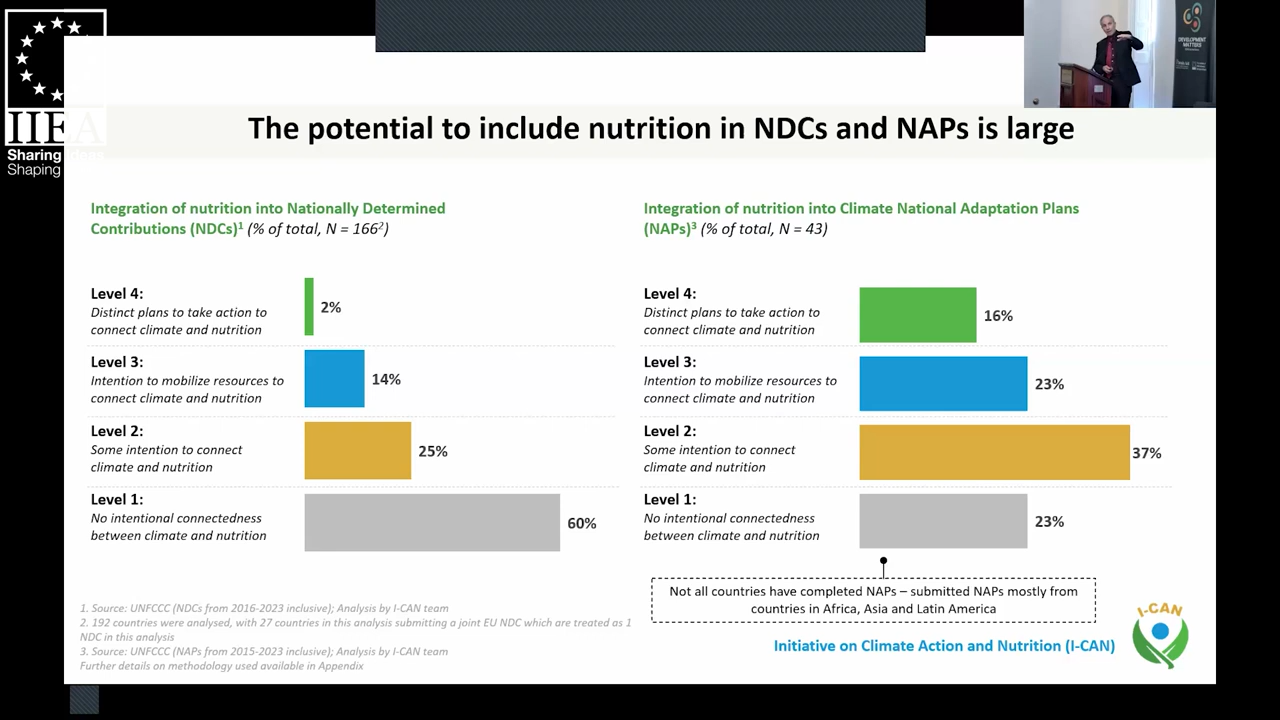 IIEA
Sharing Ideas
Shaping
DEVELOPMENT
MATTERS
The potential to include nutrition in NDCs and NAPs is large
Integration of nutrition into Nationally Determined
Contributions (NDCs)1 (% of total, N = 1662)
Level 4:
Distinct plans to take action to
connect climate and nutrition
2%
Level 3:
Intention to mobilize resources to
connect climate and nutrition
14%
Level 2:
Some intention to connect
climate and nutrition
25%
Level 1:
No intentional connectedness
between climate and nutrition
60%
Integration of nutrition into Climate National Adaptation Plans
(NAPs)3 (% of total, N = 43)
Level 4:
Distinct plans to take action to
connect climate and nutrition
16%
Level 3:
Intention to mobilize resources to
connect climate and nutrition
23%
Level 2:
Some intention to connect
climate and nutrition
37%
Level 1:
No intentional connectedness
between climate and nutrition
23%
Not all countries have completed NAPs – submitted NAPs mostly from
countries in Africa, Asia and Latin America
1. Source: UNFCCC (NDCs from 2016-2023 inclusive); Analysis by I-CAN team
2. 192 countries were analysed, with 27 countries in this analysis submitting a joint EU NDC which are treated as 1
NDC in this analysis
3. Source: UNFCCC (NAPs from 2015-2023 inclusive); Analysis by I-CAN team
Further details on methodology used available in Appendix
Initiative on Climate Action and Nutrition (I-CAN)
I-CAN